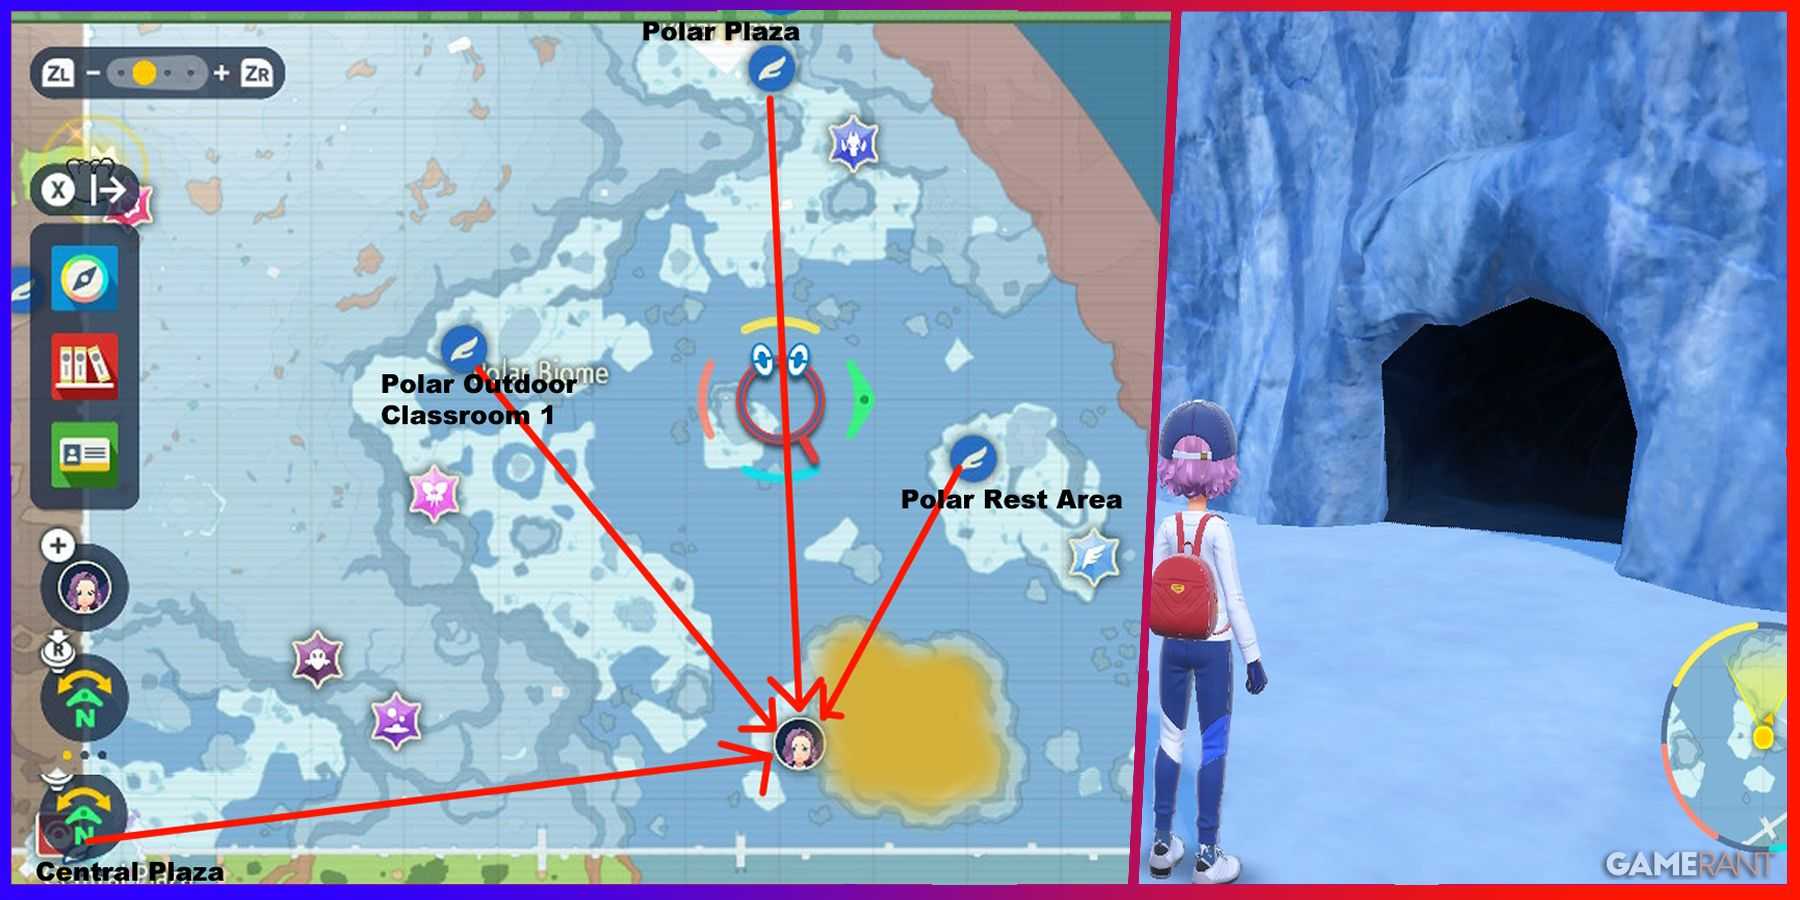 Polar Plaza
ZL
ZR
X
Polar Biome
Polar Outdoor
Classroom 1
Polar Rest Area
R
N
N
Central Plaza
GAMERANT